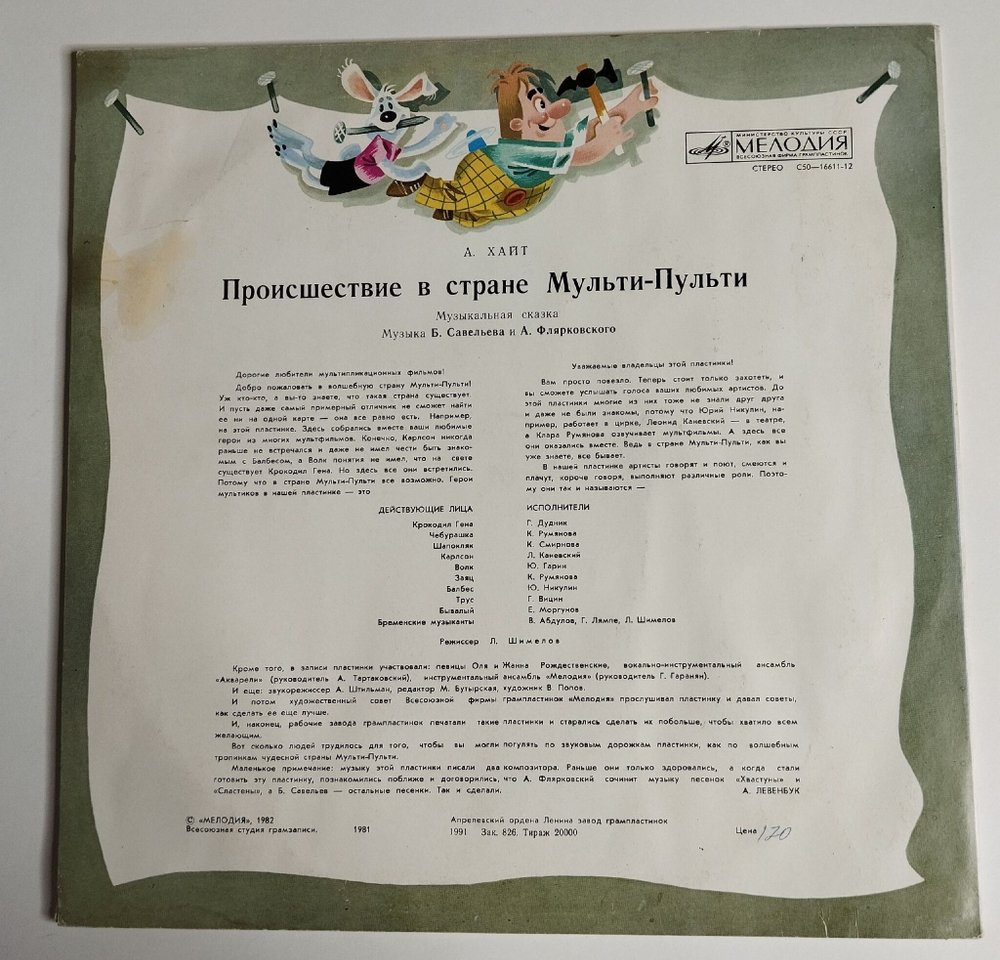 МИНИСТЕРСТВО КУЛЬТУРЫ СССР
МЕЛОДИЯ
ВСЕСОЮЗНАЯ ФИРМА ГРАМПЛАСТИНОК
СТЕРЕО С50—16611-12
А. ХАЙТ
Происшествие в стране Мульти-Пульти
Музыкальная сказка
Музыка Б. Савельева и А. Флярковского
Дорогие любители мультипликационных фильмов!
Добро пожаловать в волшебную страну Мульти-Пульти!
Уж кто-кто, а вы-то знаете, что такая страна существует.
И пусть даже самый примерный отличник не сможет найти
ее ни на одной карте — она все равно есть. Например,
на этой пластинке. Здесь собрались вместе ваши любимые
герои из многих мультфильмов. Конечно, Карлсон никогда
раньше не встречался и даже не имел чести быть знако-
мым с Балбесом, а Волк понятия не имел, что на свете
существует Крокодил Гена. Но здесь все они встретились.
Потому что в стране Мульти-Пульти все возможно. Герои
мультиков в нашей пластинке — это
Уважаемые владельцы этой пластинки!
Вам просто повезло. Теперь стоит только захотеть, и
вы сможете услышать голоса ваших любимых артистов. До
этой пластинки многие из них тоже не знали друг друга
и даже не были знакомы, потому что Юрий Никулин, на-
пример, работает в цирке, Леонид Каневский — в театре,
а Клара Румянова озвучивает мультфильмы. А здесь все
они оказались вместе. Ведь в стране Мульти-Пульти, как вы
уже знаете, все бывает.
В нашей пластинке артисты говорят и поют, смеются и
плачут, короче говоря, выполняют различные роли. Поэто-
му они так и называются —
ДЕЙСТВУЮЩИЕ ЛИЦА ИСПОЛНИТЕЛИ
Крокодил Гена Г. Дудник
Чебурашка К. Румянова
Шапокляк К. Смирнова
Карлсон Л. Каневский
Волк Ю. Гарин
Заяц К. Румянова
Балбес Ю. Никулин
Трус Г. Вицин
Бывалый Е. Моргунов
Бременские музыканты В. Абдулов, Г. Лямпе, Л. Шимелов
Режиссер Л. Шимелов
Кроме того, в записи пластинки участвовали: певицы Оля и Жанна Рождественские, вокально-инструментальный ансамбль
«Акварели» (руководитель А. Тартаковский), инструментальный ансамбль «Мелодия» (руководитель Г. Гаранян).
И еще: звукорежиссер А. Штильман, редактор М. Бутырская, художник В. Попов.
И потом художественный совет Всесоюзной фирмы грампластинок «Мелодия» прослушивал пластинку и давал советы,
как сделать ее еще лучше.
И, наконец, рабочие завода грампластинок печатали такие пластинки и старались сделать их побольше, чтобы хватило всем
желающим.
Вот сколько людей трудилось для того, чтобы вы могли погулять по звуковым дорожкам пластинки, как по волшебным
тропинкам чудесной страны Мульти-Пульти.
Маленькое примечание: музыку этой пластинки писали два композитора. Раньше они только здоровались, а когда стали
готовить эту пластинку, познакомились поближе и договорились, что А. Флярковский сочинит музыку песенок «Хвастуны» и
«Сластены», а Б. Савельев — остальные песенки. Так и сделали.
А. ЛЕВЕНБУК
© «МЕЛОДИЯ», 1982
Всесоюзная студия грамзаписи. 1981
Апрелевский ордена Ленина завод грампластинок
1991 Зак. 826. Тираж 20000
Цена 120